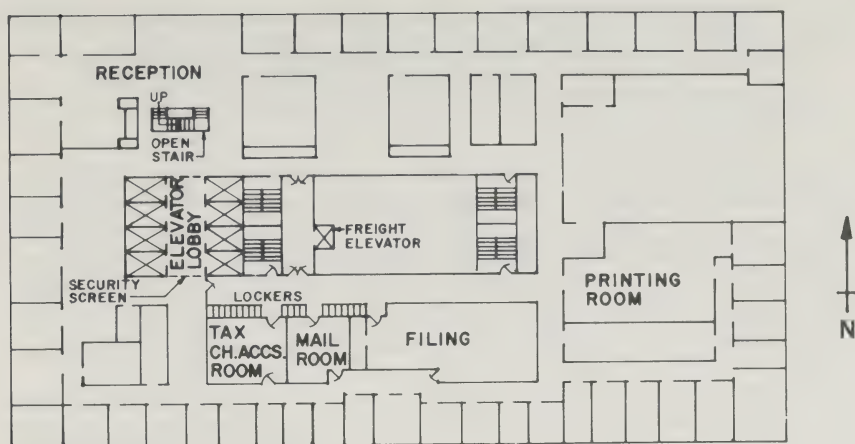 RECEPTION
UP
OPEN
STAIR
ELEVATOR
LOBBY
FREIGHT
ELEVATOR
SECURITY
SCREEN
LOCKERS
PRINTING
ROOM
TAX
CH.ACCS.
ROOM
MAIL
ROOM
FILING
N